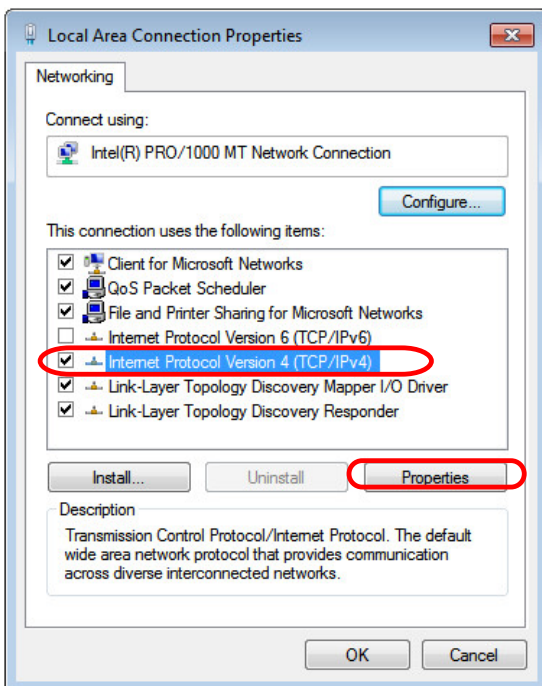 Local Area Connection Properties
Networking
Connect using:
Intel(R) PRO/1000 MT Network Connection
Configure...
This connection uses the following items:
Client for Microsoft Networks
QoS Packet Scheduler
File and Printer Sharing for Microsoft Networks
Internet Protocol Version 6 (TCP/IPv6)
Internet Protocol Version 4 (TCP/IPv4)
Link-Layer Topology Discovery Mapper I/O Driver
Link-Layer Topology Discovery Responder
Install...
Uninstall
Properties
Description
Transmission Control Protocol/Internet Protocol. The default
wide area network protocol that provides communication
across diverse interconnected networks.
OK
Cancel